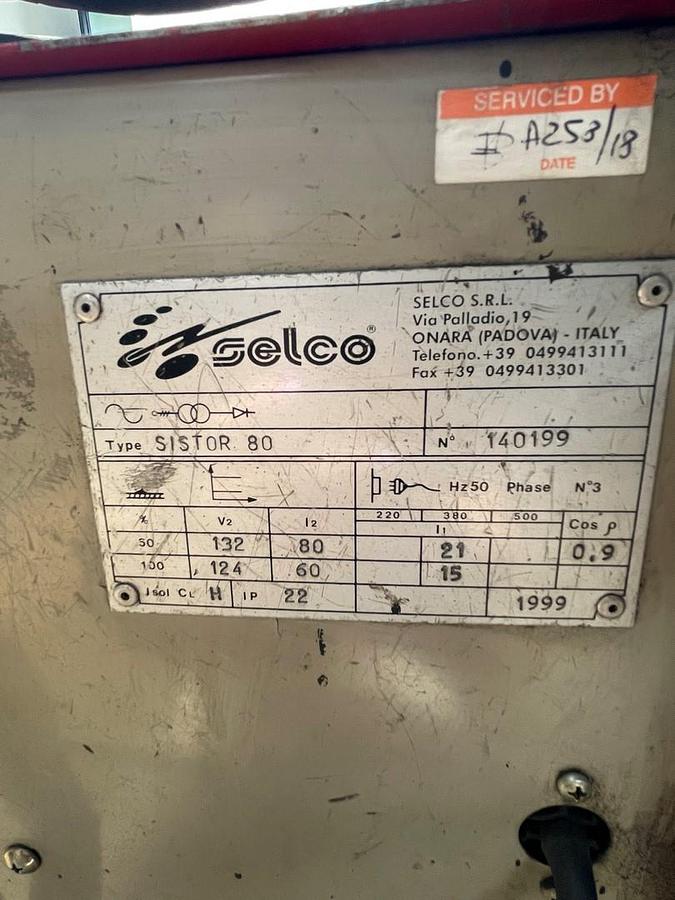 SERVICED BY
A253/18
DATE
selco®
SELCO S.R.L.
Via Palladio, 19
ONARA (PADOVA) - ITALY
Telefono. +39 0499413111
Fax +39 0499413301
Type SISTOR 80 N° 140199
Hz50 Phase N°3
220 380 500
% V2 I2 I1 Cos ρ
50 132 80 21 0.9
100 124 60 15
Isol CL H IP 22 1999